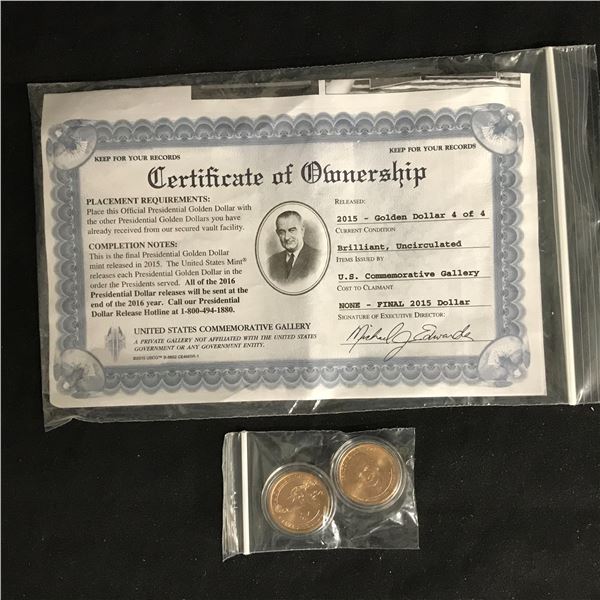 KEEP FOR YOUR RECORDS
KEEP FOR YOUR RECORDS
Certificate of Ownership
PLACEMENT REQUIREMENTS:
Place this Official Presidential Golden Dollar with
the other Presidential Golden Dollars you have
already received from our secured vault facility.
COMPLETION NOTES:
This is the final Presidential Golden Dollar
mint released in 2015. The United States Mint®
releases each Presidential Golden Dollar in the
order the Presidents served. All of the 2016
Presidential Dollar releases will be sent at the
end of the 2016 year. Call our Presidential
Dollar Release Hotline at 1-800-494-1880.
UNITED STATES COMMEMORATIVE GALLERY
A PRIVATE GALLERY NOT AFFILIATED WITH THE UNITED STATES
GOVERNMENT OR ANY GOVERNMENT ENTITY.
RELEASED:
2015 - Golden Dollar 4 of 4
CURRENT CONDITION
Brilliant, Uncirculated
ITEMS ISSUED BY
U.S. Commemorative Gallery
COST TO CLAIMANT
NONE - FINAL 2015 Dollar
SIGNATURE OF EXECUTIVE DIRECTOR:
Michael J. Edwards